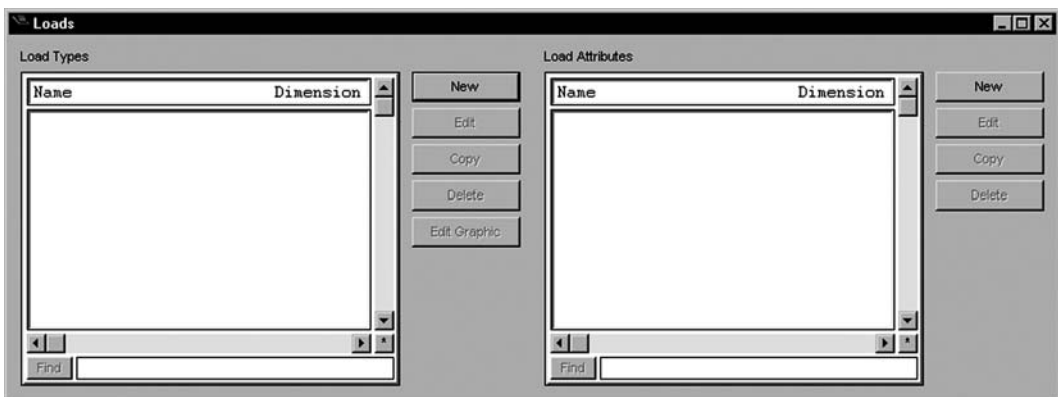 Loads
Load Types
Name Dimension
New
Edit
Copy
Delete
Edit Graphic
Find
Load Attributes
Name Dimension
New
Edit
Copy
Delete
Find